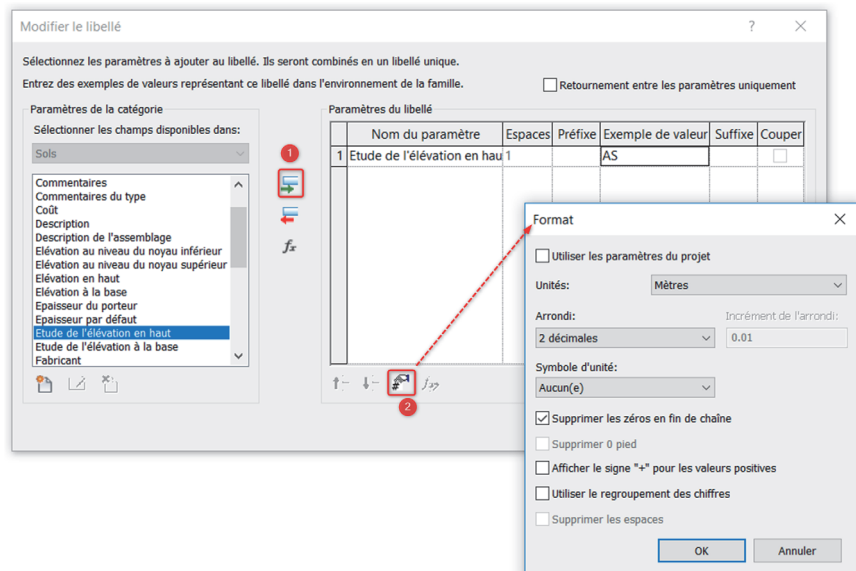 Modifier le libellé
Sélectionnez les paramètres à ajouter au libellé. Ils seront combinés en un libellé unique.
Entrez des exemples de valeurs représentant ce libellé dans l'environnement de la famille.
Retournement entre les paramètres uniquement
Paramètres de la catégorie
Sélectionner les champs disponibles dans:
Sols
Commentaires
Commentaires du type
Coût
Description
Description de l'assemblage
Elévation au niveau du noyau inférieur
Elévation au niveau du noyau supérieur
Elévation en haut
Elévation à la base
Epaisseur du porteur
Epaisseur par défaut
Etude de l'élévation en haut
Etude de l'élévation à la base
Fabricant
1
fx
Paramètres du libellé
Nom du paramètre Espaces Préfixe Exemple de valeur Suffixe Couper
1 Etude de l'élévation en hau 1 AS
2
Format
Utiliser les paramètres du projet
Unités: Mètres
Arrondi: Incrément de l'arrondi:
2 décimales 0.01
Symbole d'unité:
Aucun(e)
Supprimer les zéros en fin de chaîne
Supprimer 0 pied
Afficher le signe "+" pour les valeurs positives
Utiliser le regroupement des chiffres
Supprimer les espaces
OK Annuler